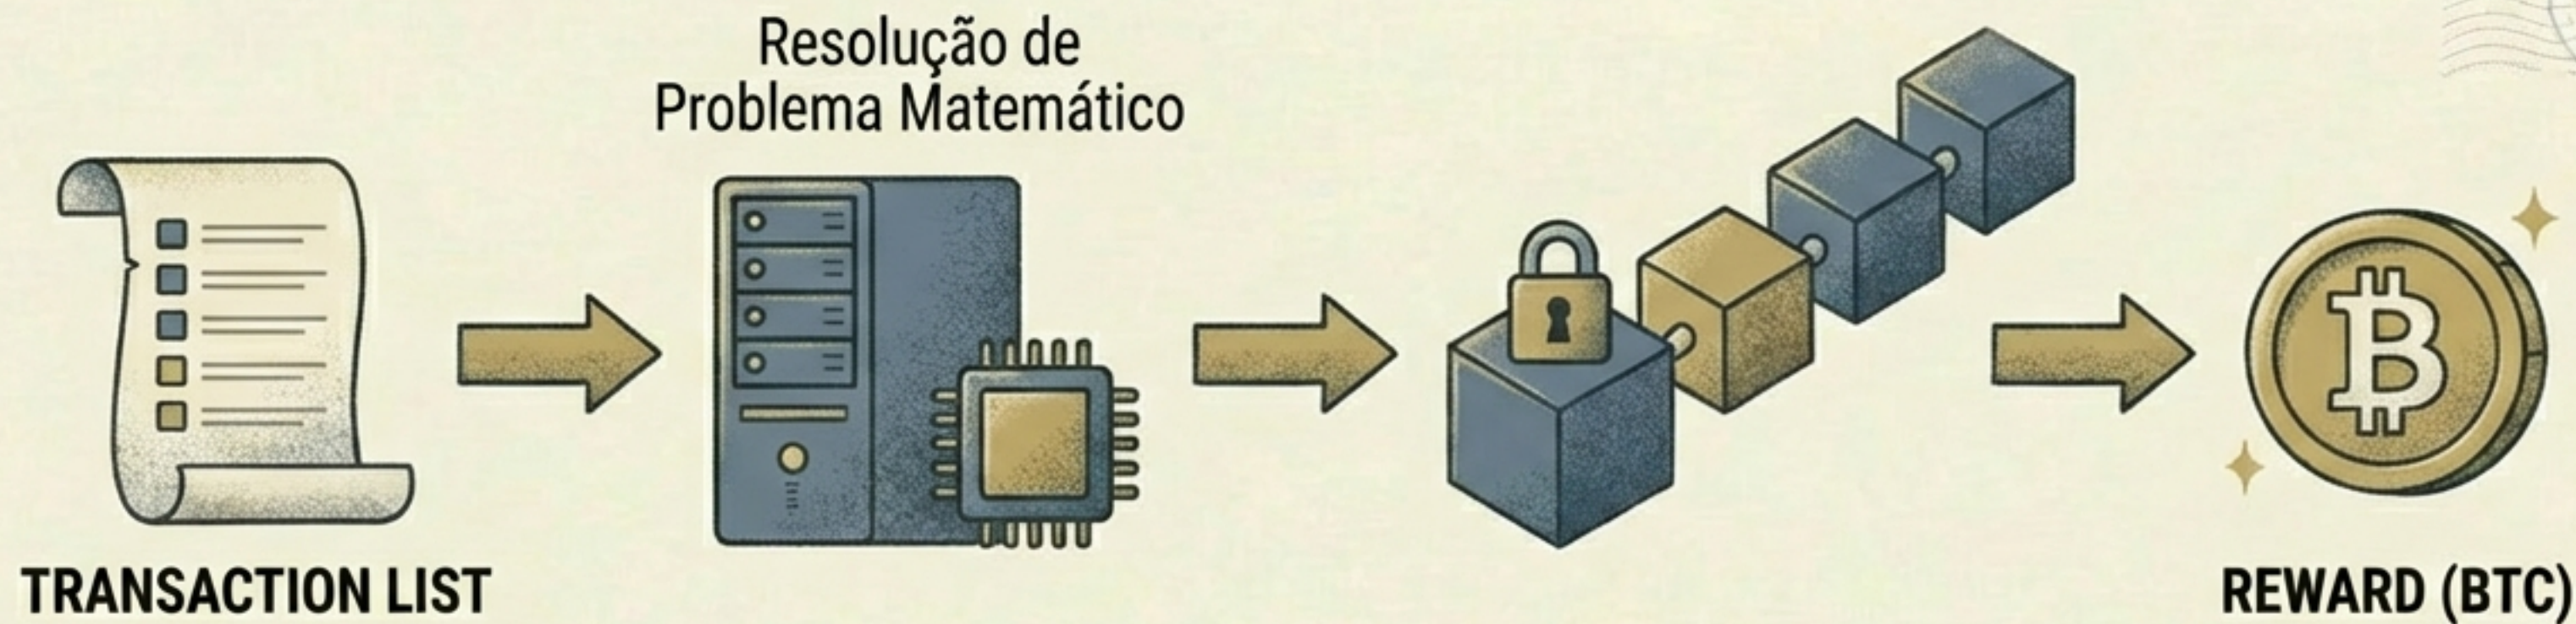 Resolução de
Problema Matemático
TRANSACTION LIST
REWARD (BTC)